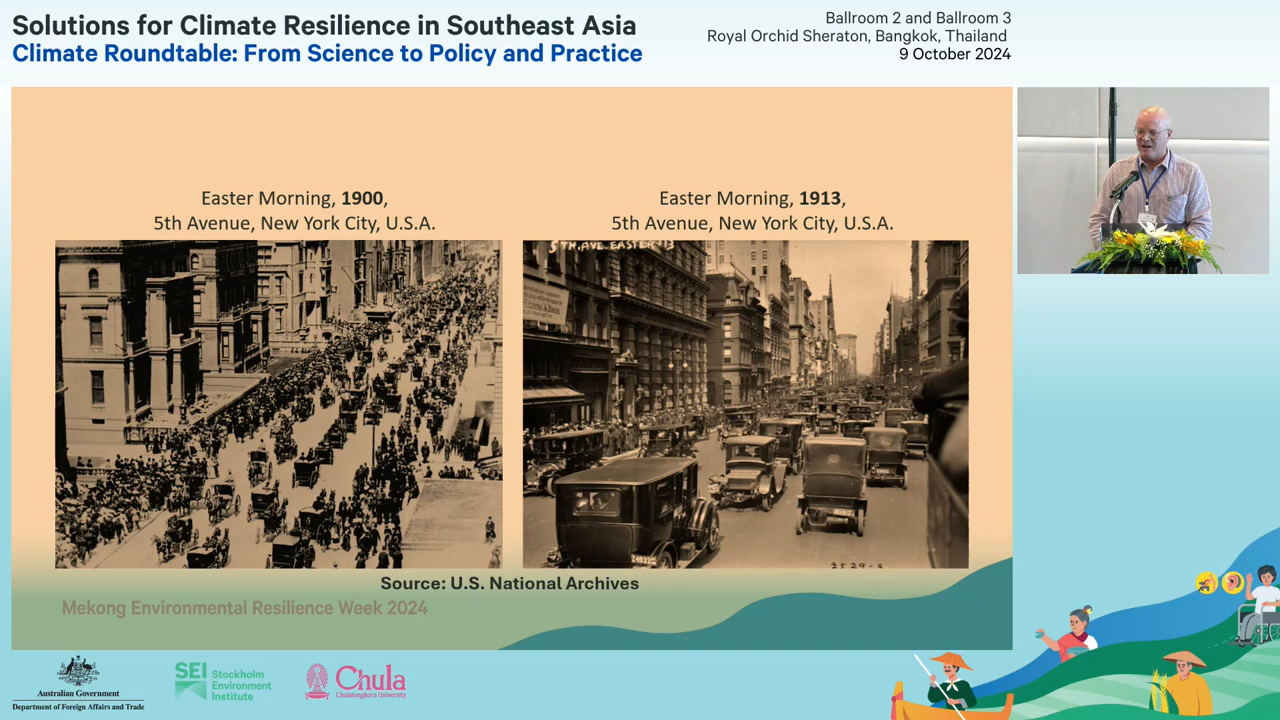 Solutions for Climate Resilience in Southeast Asia
Climate Roundtable: From Science to Policy and Practice
Ballroom 2 and Ballroom 3
Royal Orchid Sheraton, Bangkok, Thailand
9 October 2024
Easter Morning, 1900,
5th Avenue, New York City, U.S.A.
Easter Morning, 1913,
5th Avenue, New York City, U.S.A.
5TH. AVE. EASTER 13
Source: U.S. National Archives
Mekong Environmental Resilience Week 2024
Australian Government
Department of Foreign Affairs and Trade
SEI Stockholm
Environment
Institute
Chula
Chulalongkorn University